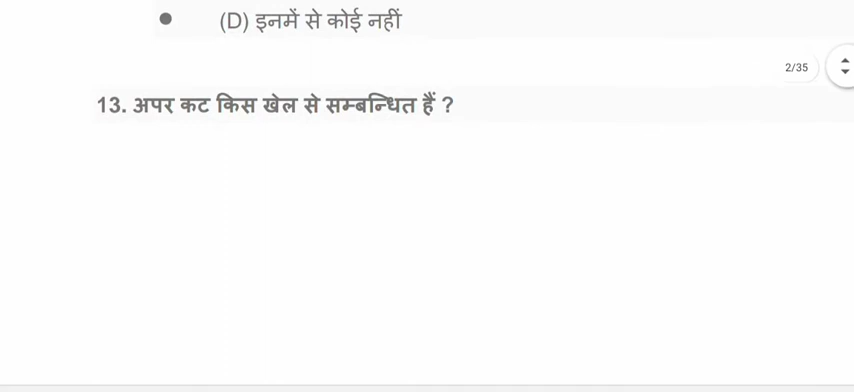 (D) इनमें से कोई नहीं
2/35
13. अपर कट किस खेल से सम्बन्धित हैं ?